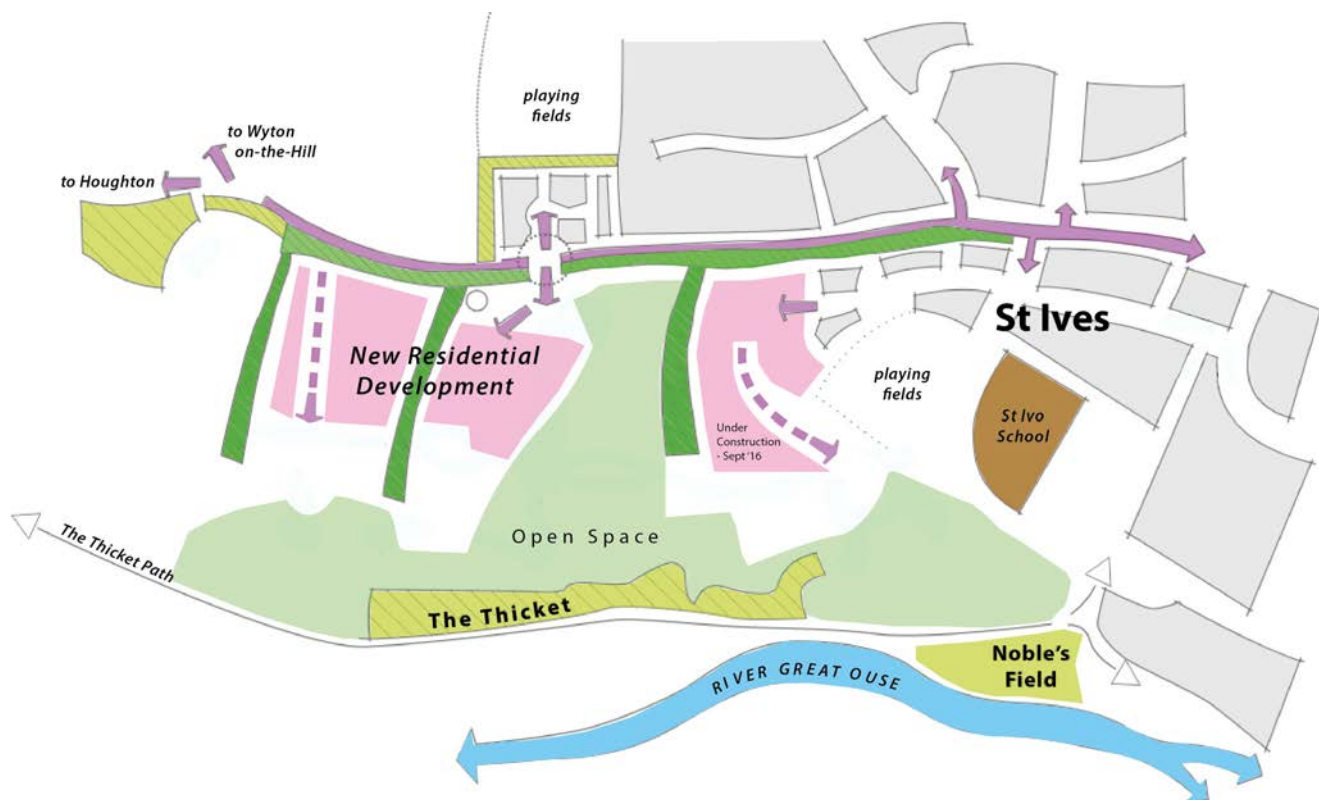 playing
fields
to Wyton
on-the-Hill
to Houghton
St Ives
New Residential
Development
playing
fields
St Ivo
School
Under
Construction
- Sept '16
Open Space
The Thicket Path
The Thicket
Noble's
Field
RIVER GREAT OUSE